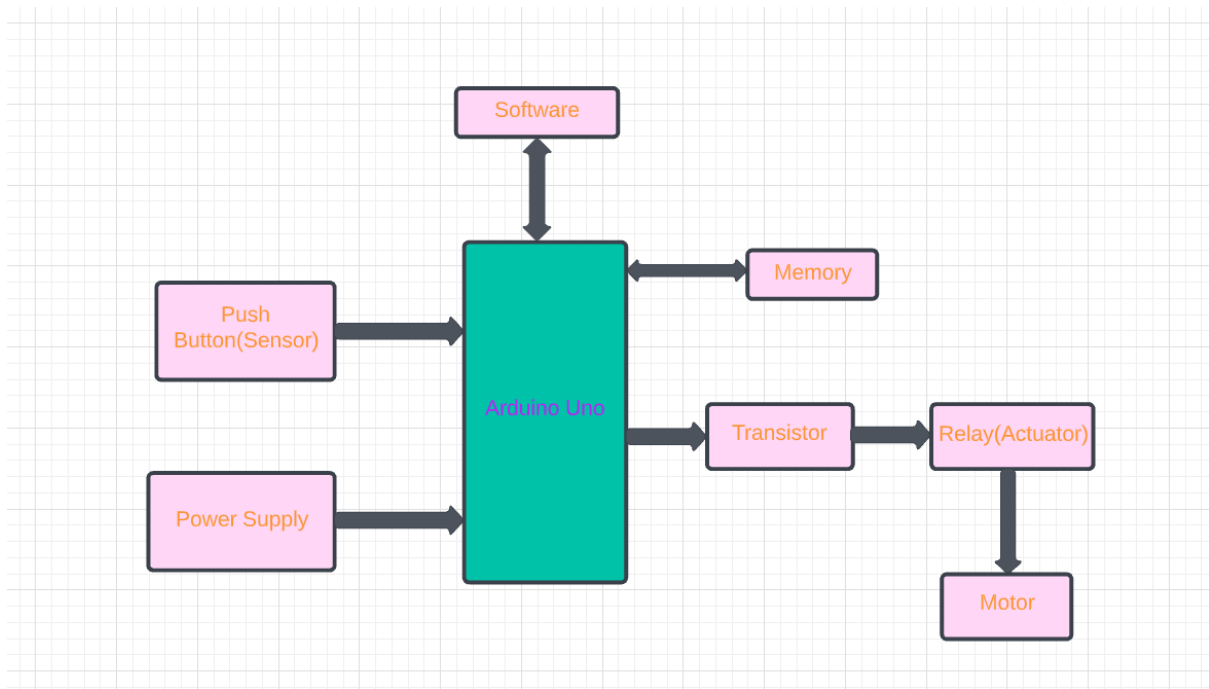 Software
Memory
Push
Button(Sensor)
Arduino Uno
Transistor
Relay(Actuator)
Power Supply
Motor